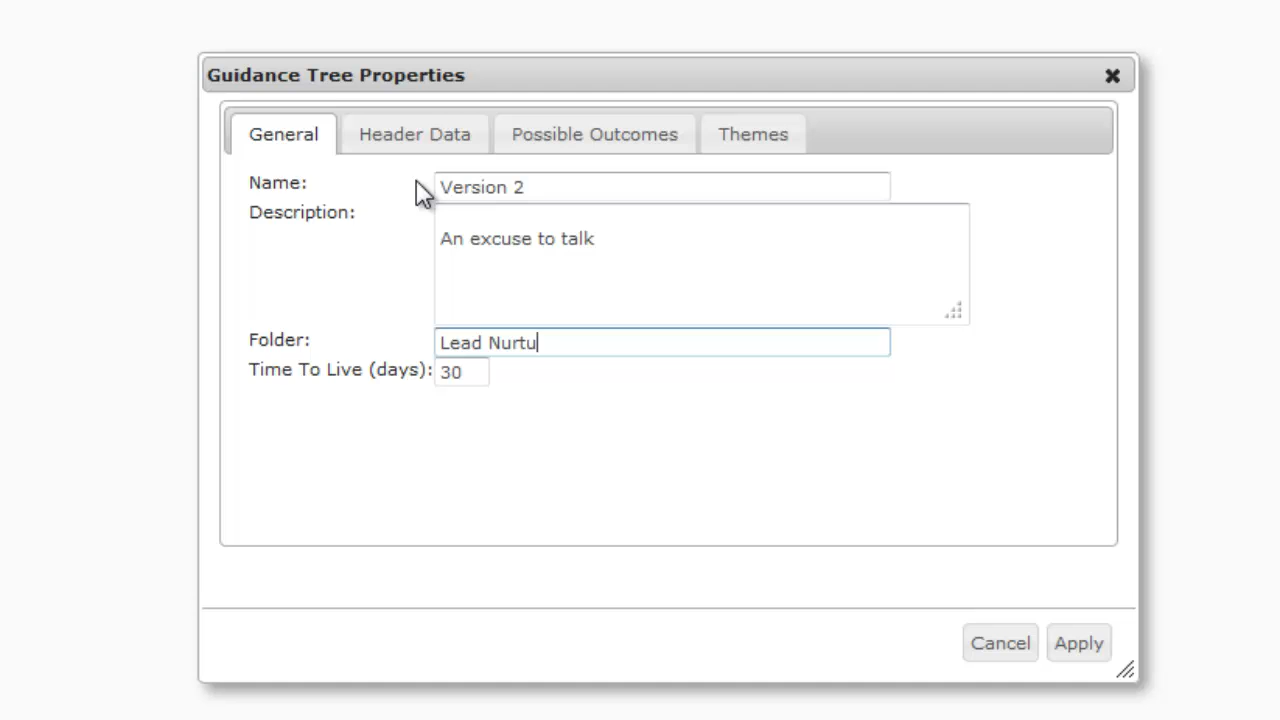 Guidance Tree Properties
General Header Data Possible Outcomes Themes
Name: Version 2
Description: An excuse to talk
Folder: Lead Nurtu
Time To Live (days): 30
Cancel Apply